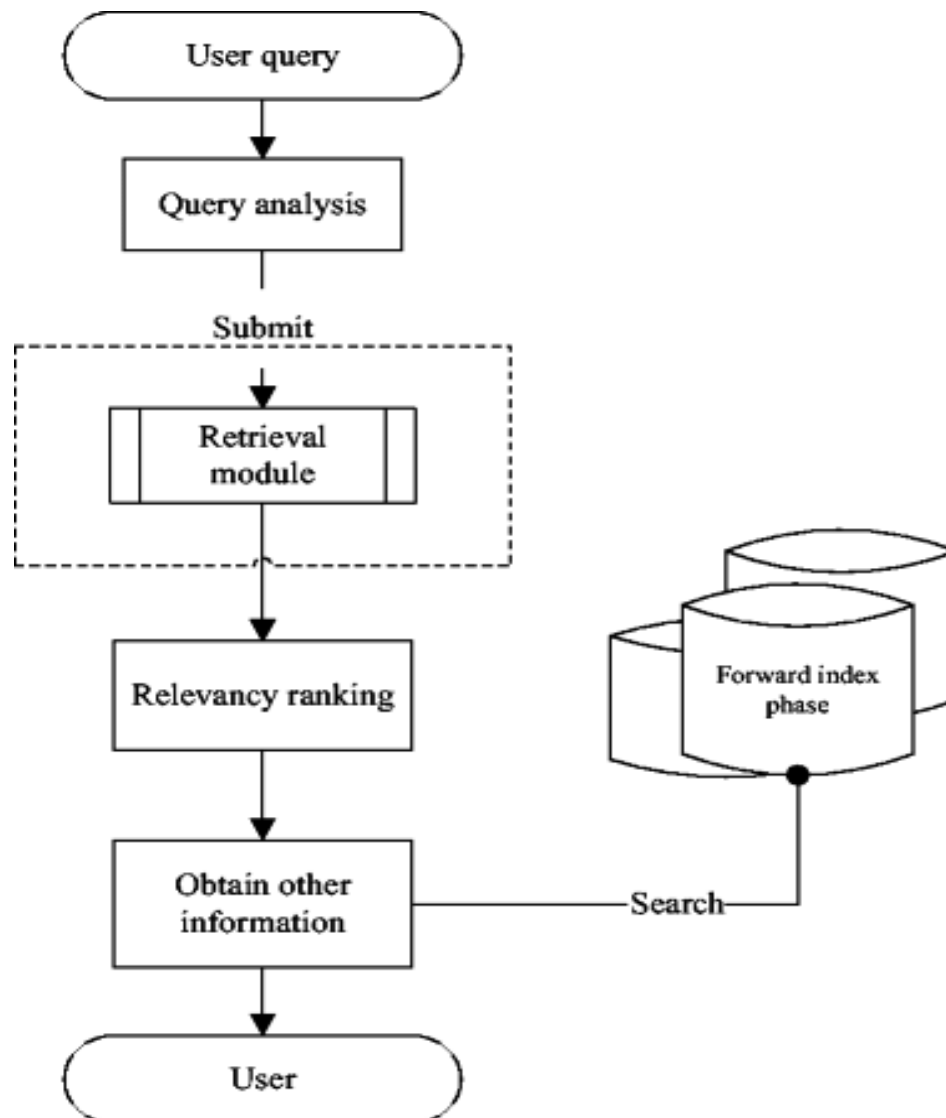 User query
Query analysis
Submit
Retrieval
module
Relevancy ranking
Forward index
phase
Obtain other
information
Search
User